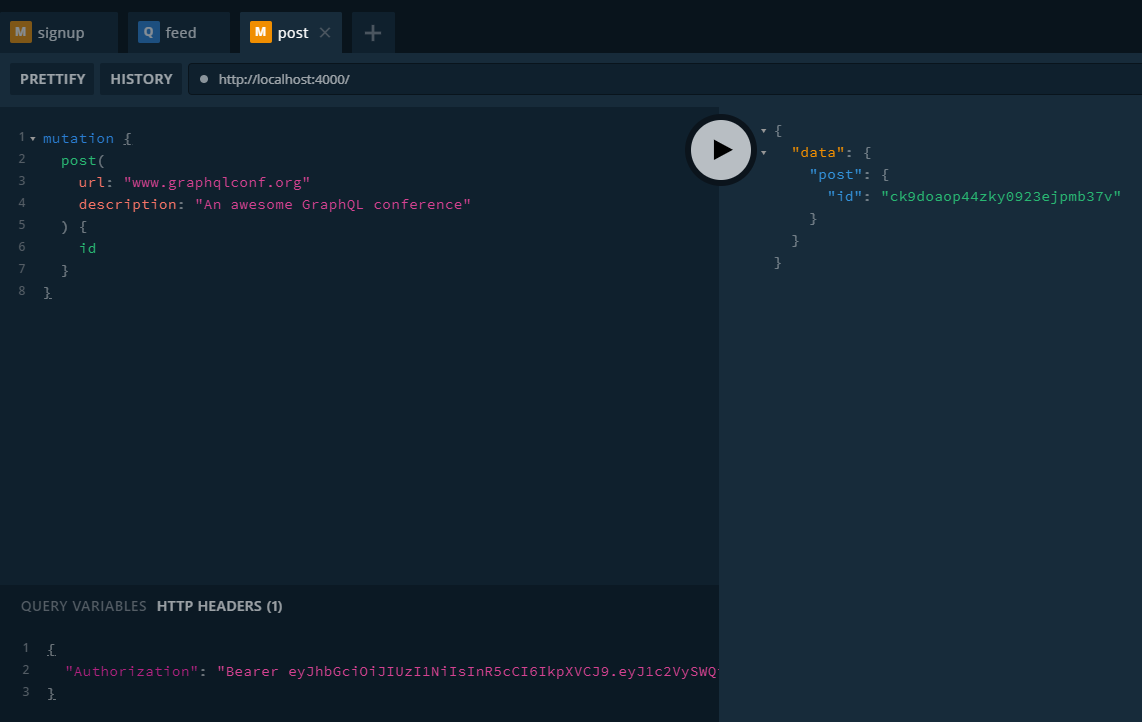 M signup Q feed M post
PRETTIFY HISTORY http://localhost:4000/
1 mutation {
2 post(
3 url: "www.graphqlconf.org"
4 description: "An awesome GraphQL conference"
5 ) {
6 id
7 }
8 }
{
"data": {
"post": {
"id": "ck9doaop44zky0923ejpmb37v"
}
}
}
QUERY VARIABLES HTTP HEADERS (1)
1 {
2 "Authorization": "Bearer eyJhbGciOiJIUzI1NiIsInR5cCI6IkpXVCJ9.eyJ1c2VySWQ
3 }